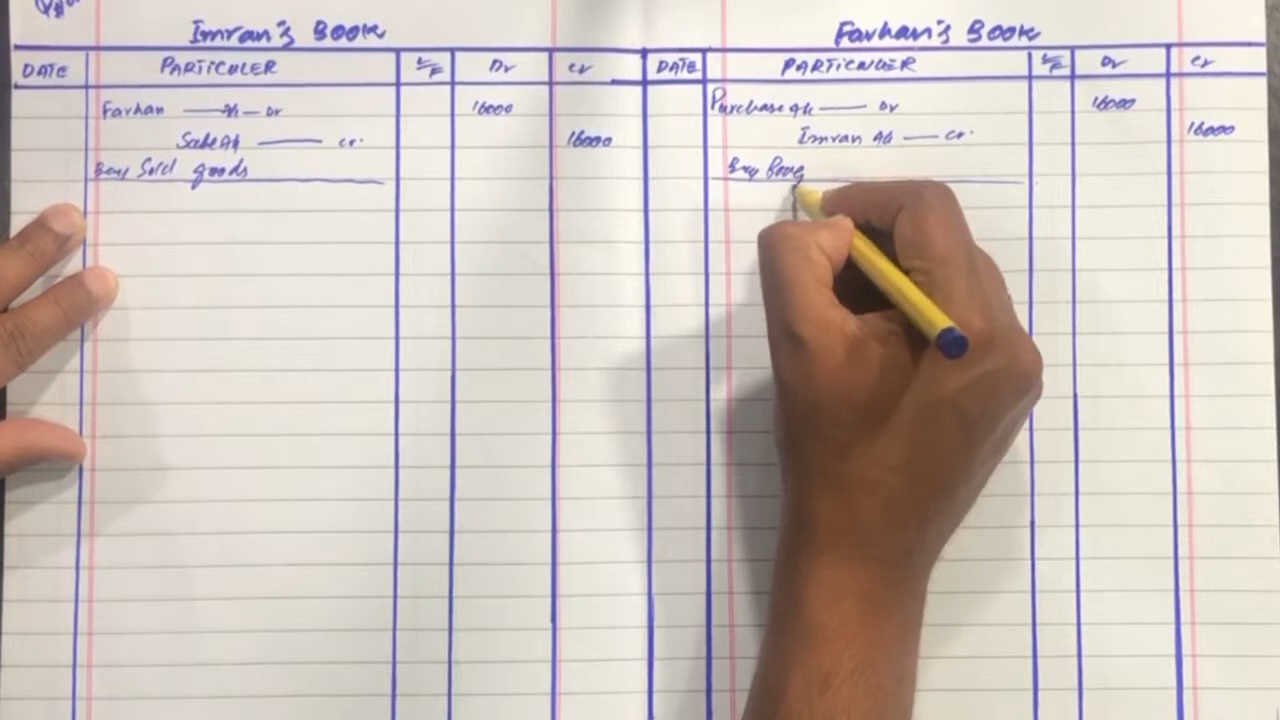 Imran's Book
DATE PARTICULER L/F Dr Cr
Farhan A/c Dr 16000
Sale A/c cr. 16000
Being Sold goods
Farhan's Book
DATE PARTICULER L/F Dr Cr
Purchase A/c Dr 16000
Imran A/c cr. 16000